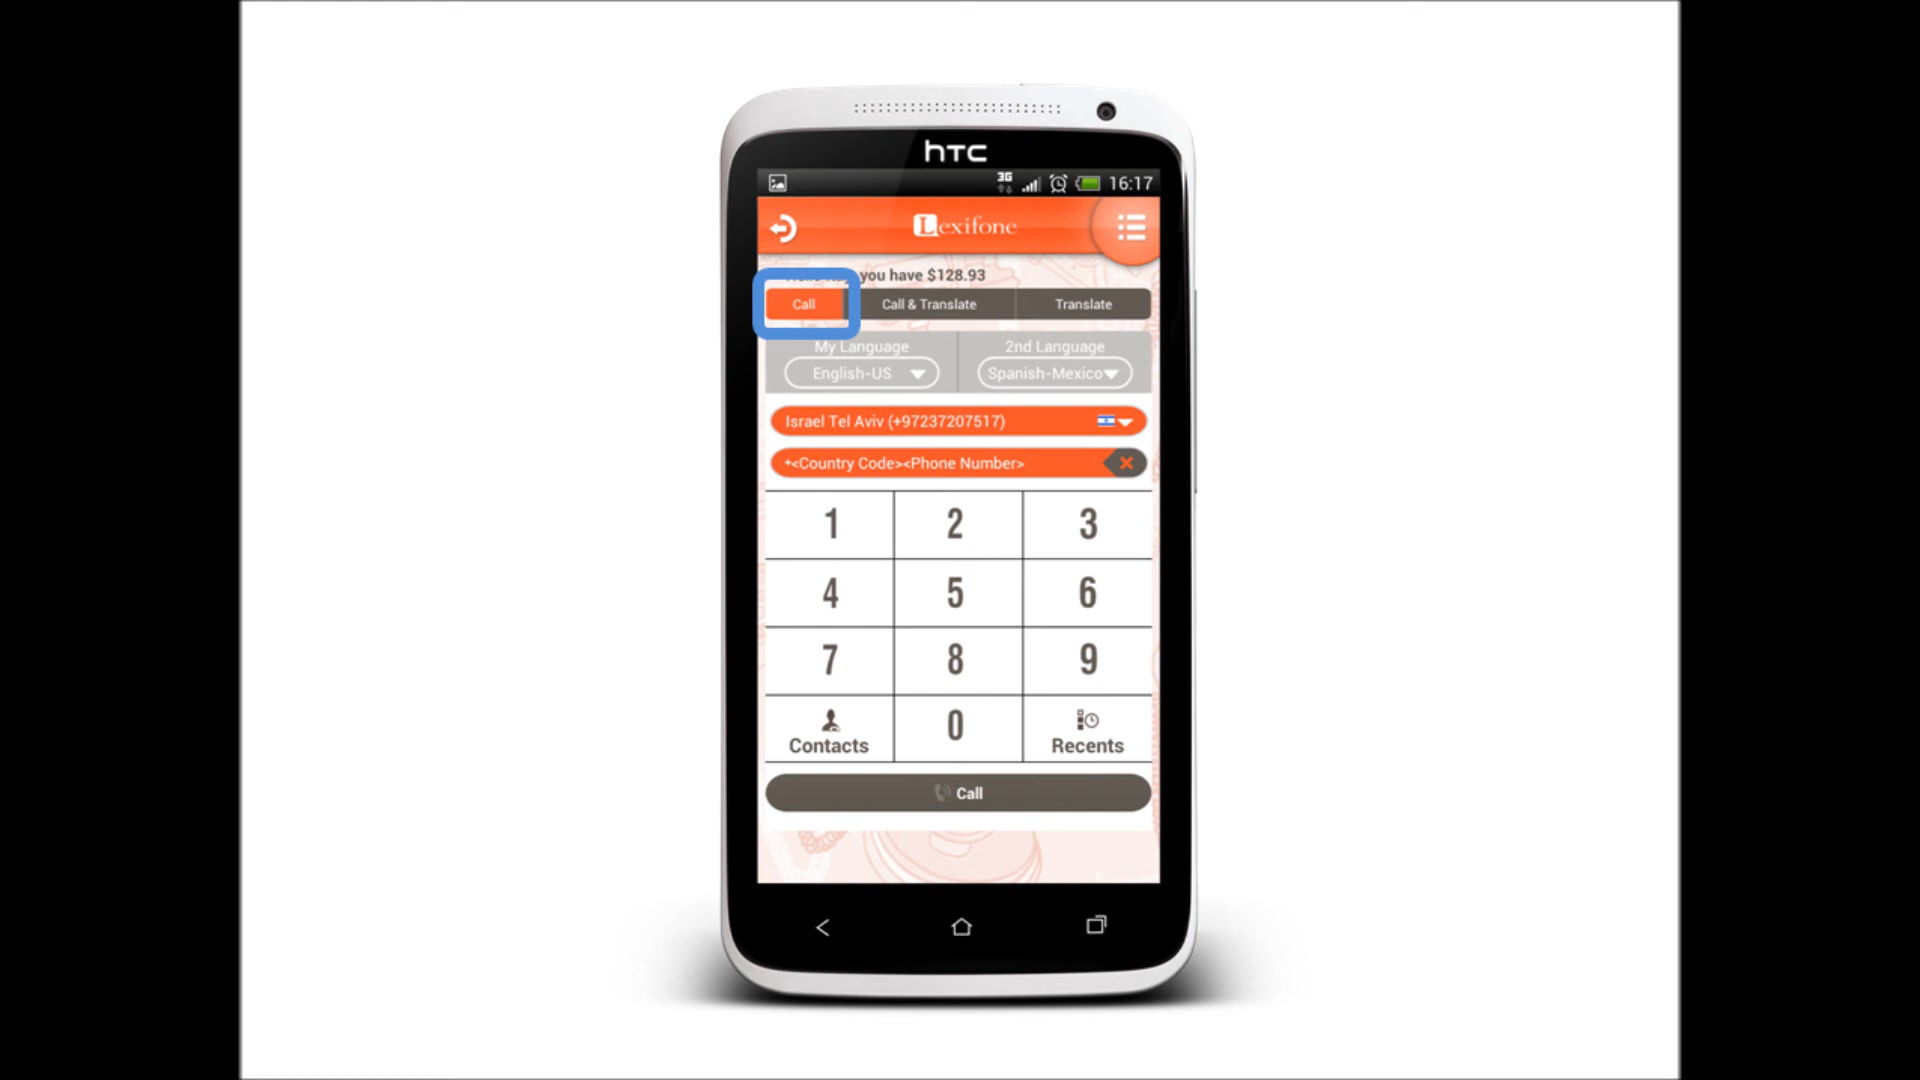 hTC
3G 16:17
Lexifone
you have $128.93
Call Call & Translate Translate
My Language 2nd Language
English-US Spanish-Mexico
Israel Tel Aviv (+97237207517)
+<Country Code><Phone Number>
1 2 3
4 5 6
7 8 9
Contacts 0 Recents
Call